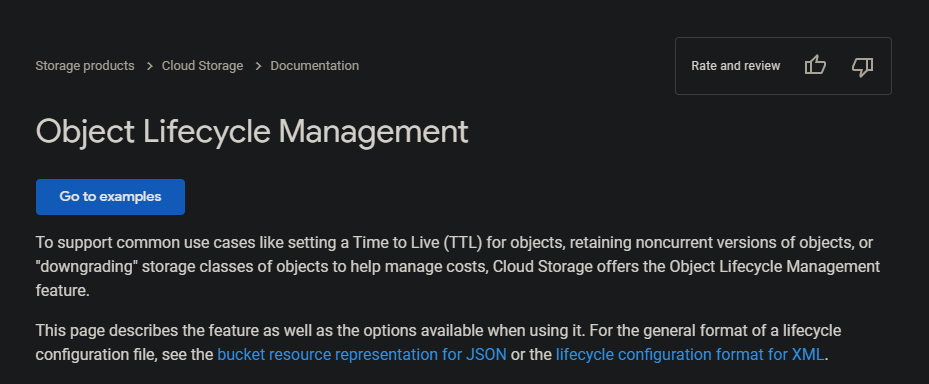 Storage products > Cloud Storage > Documentation
Rate and review
Object Lifecycle Management
Go to examples
To support common use cases like setting a Time to Live (TTL) for objects, retaining noncurrent versions of objects, or
"downgrading" storage classes of objects to help manage costs, Cloud Storage offers the Object Lifecycle Management
feature.
This page describes the feature as well as the options available when using it. For the general format of a lifecycle
configuration file, see the bucket resource representation for JSON or the lifecycle configuration format for XML.